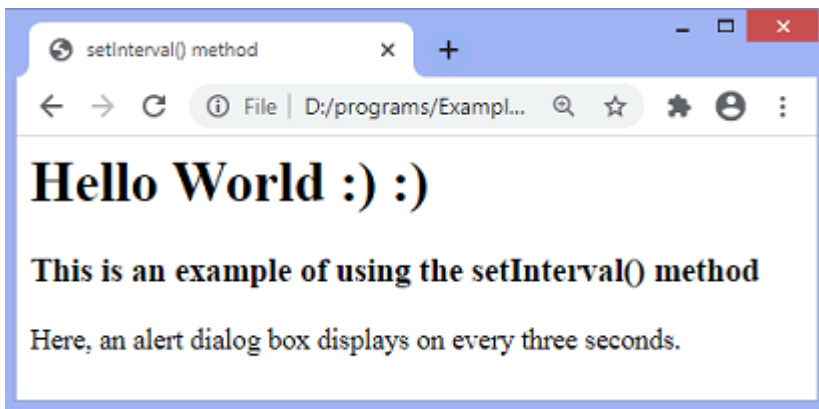 setInterval() method
File | D:/programs/Exampl...
Hello World :) :)
This is an example of using the setInterval() method
Here, an alert dialog box displays on every three seconds.